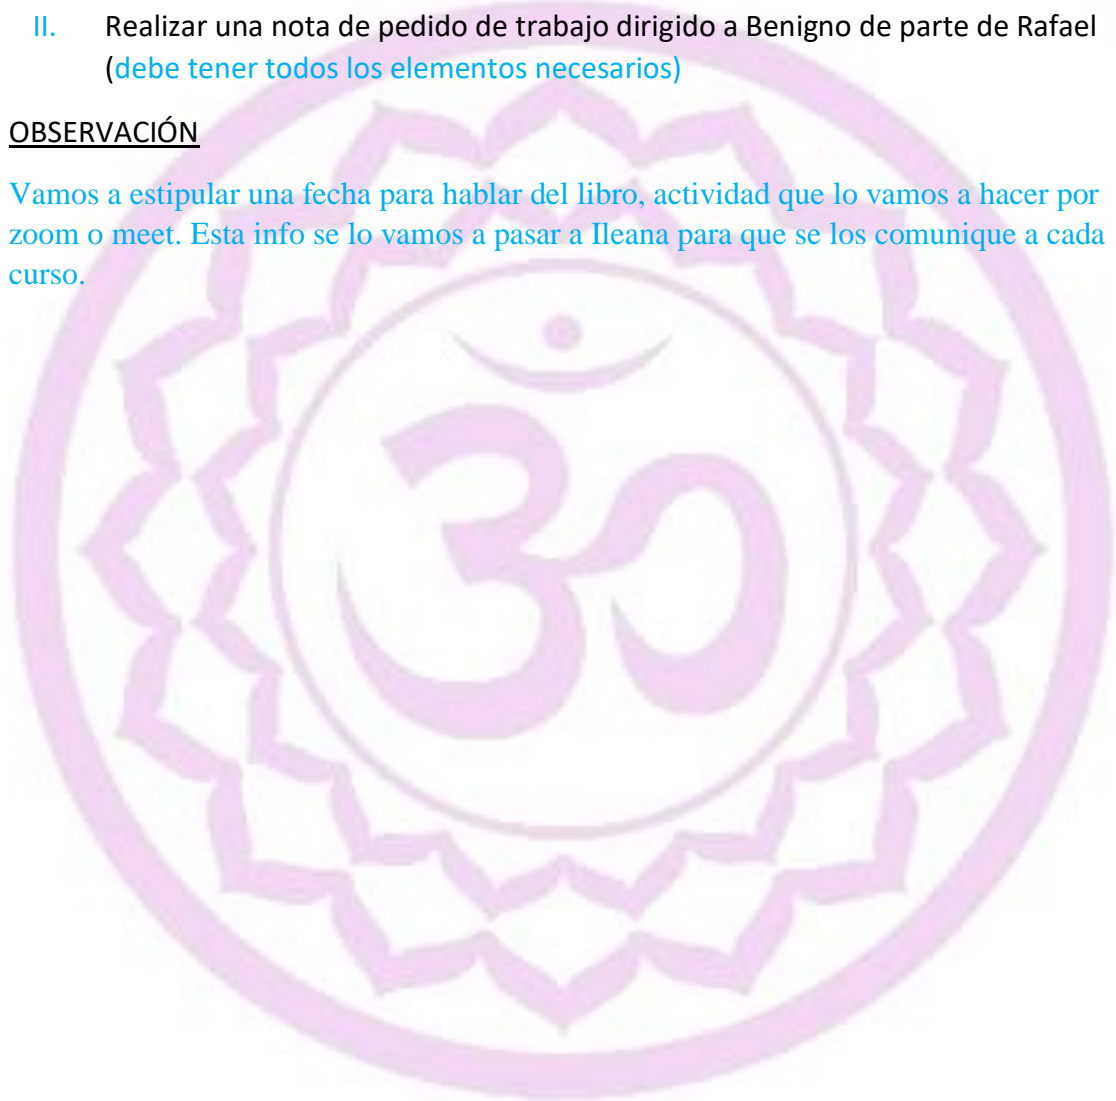 II. Realizar una nota de pedido de trabajo dirigido a Benigno de parte de Rafael
(debe tener todos los elementos necesarios)
OBSERVACIÓN
Vamos a estipular una fecha para hablar del libro, actividad que lo vamos a hacer por
zoom o meet. Esta info se lo vamos a pasar a Ileana para que se los comunique a cada
curso.
ॐ